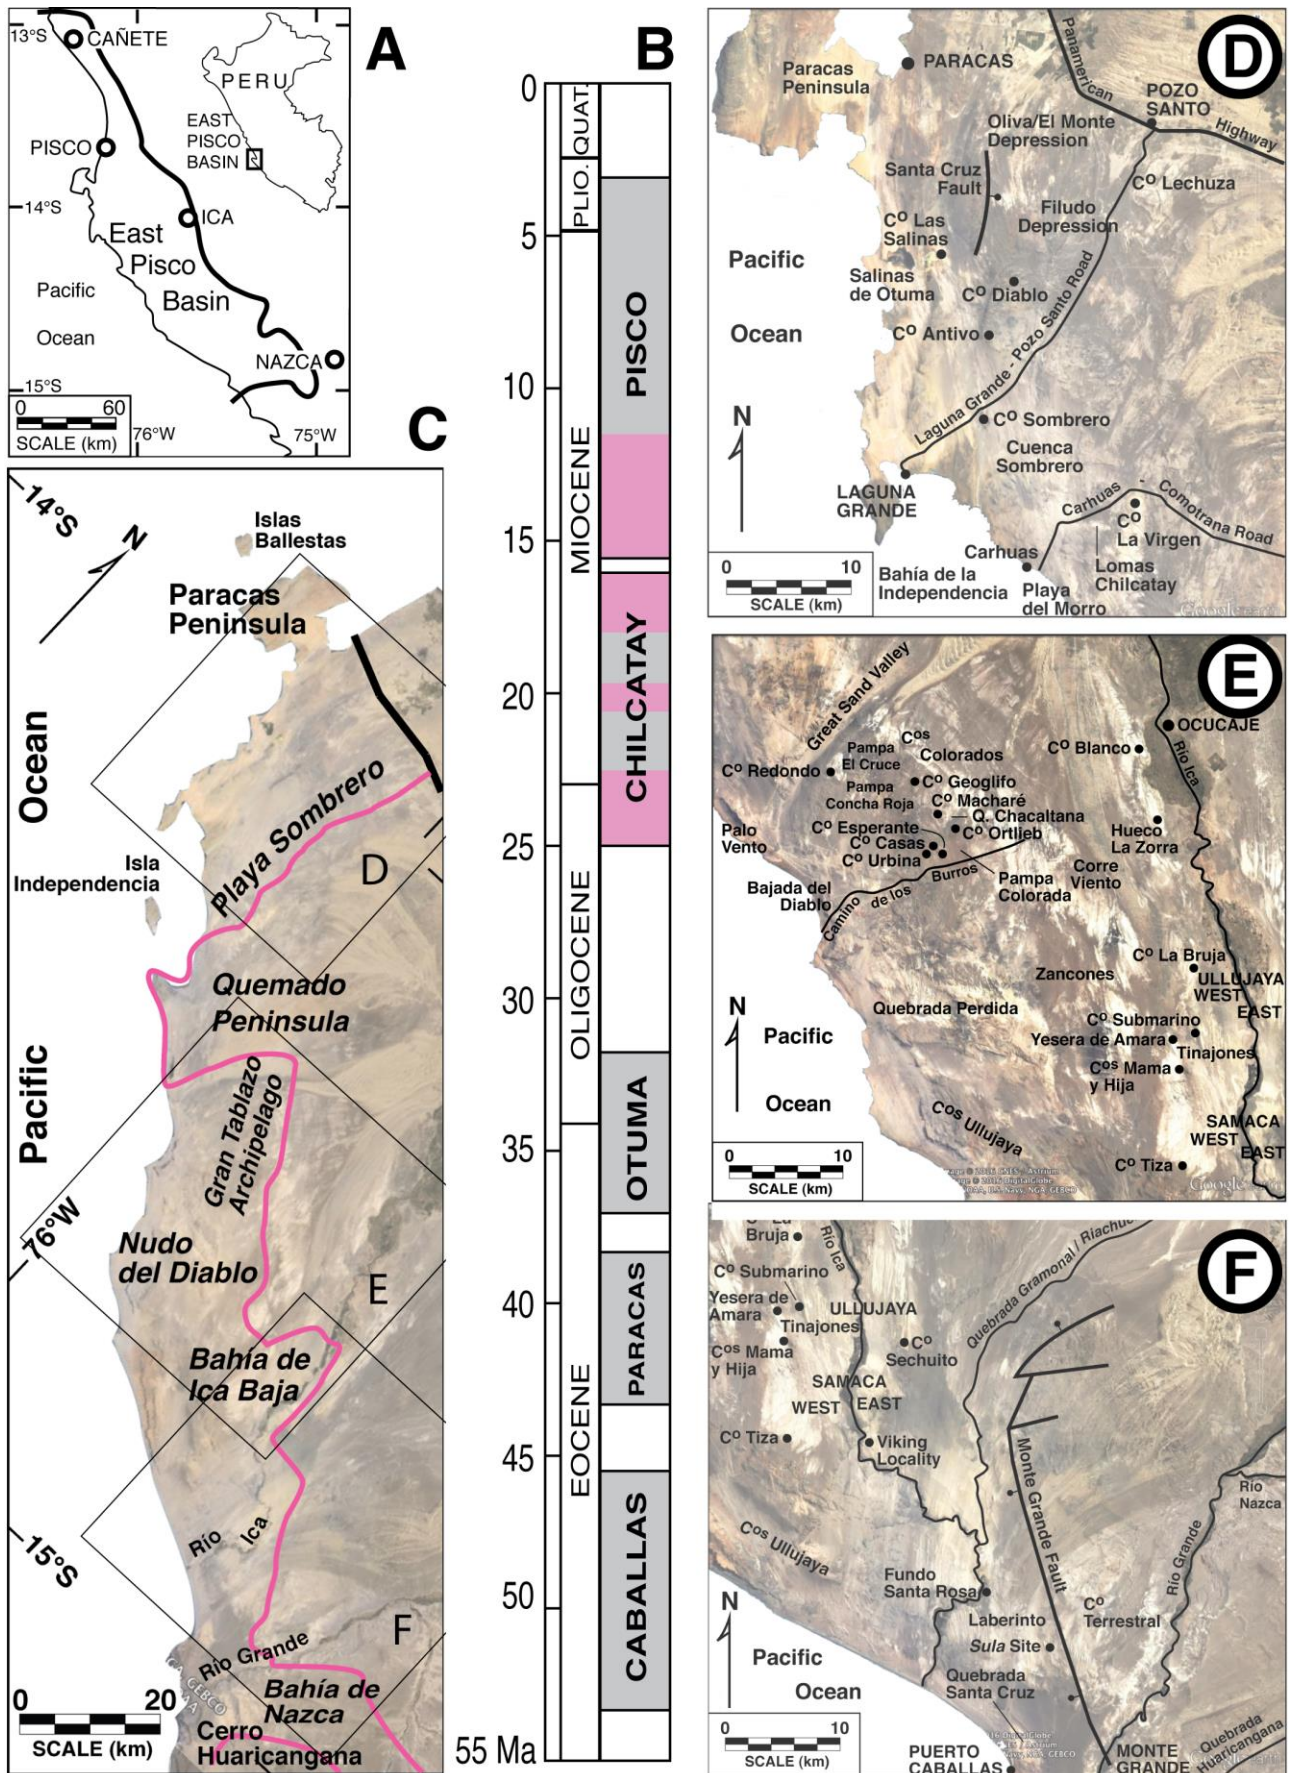 A
13°S
CAÑETE
PERU
EAST
PISCO
BASIN
PISCO
14°S
ICA
East
Pisco
Basin
Pacific
Ocean
NAZCA
15°S
0 60
SCALE (km)
76°W
75°W
B
0
5
10
15
20
25
30
35
40
45
50
55 Ma
QUAT.
PLIO.
MIOCENE
OLIGOCENE
EOCENE
PISCO
CHILCATAY
OTUMA
PARACAS
CABALLAS
C
14°S
N
Islas
Ballestas
Paracas
Peninsula
Ocean
Playa Sombrero
D
Isla
Independencia
Quemado
Peninsula
Pacific
Gran Tablazo
Archipelago
76°W
Nudo
del Diablo
E
Bahía de
Ica Baja
15°S
Río Ica
F
Río Grande
Bahía de
Nazca
Cerro
Huaricangana
0 20
SCALE (km)
D
Paracas
Peninsula
PARACAS
Panamerican
Highway
POZO
SANTO
Oliva/El Monte
Depression
Santa Cruz
Fault
Cº Lechuza
Filudo
Depression
Cº Las
Salinas
Pacific
Salinas
de Otuma
Cº Diablo
Ocean
Cº Antivo
Laguna Grande - Pozo Santo Road
N
Cº Sombrero
Cuenca
Sombrero
LAGUNA
GRANDE
Carhuas - Comotrana Road
Cº
La Virgen
Carhuas
Lomas
Chilcatay
0 10
SCALE (km)
Bahía de la
Independencia
Playa
del Morro
Google earth
E
Great Sand Valley
OCUCAJE
Río Ica
Cos
Colorados
Pampa
El Cruce
Cº Blanco
Cº Redondo
Cº Geoglifo
Pampa
Concha Roja
Cº Macharé
Q. Chacaltana
Cº Esperante
Cº Ortlieb
Palo
Vento
Cº Casas
Cº Urbina
Hueco
La Zorra
Corre
Viento
Pampa
Colorada
Bajada del
Diablo
Camino de los Burros
Cº La Bruja
Zancones
ULLUJAYA
WEST
EAST
Quebrada Perdida
N
Cº Submarino
Yesera de Amara
Tinajones
Pacific
Cos Mama
y Hija
Ocean
Cos Ullujaya
SAMACA
WEST
EAST
Cº Tiza
0 10
SCALE (km)
Google earth
F
Cº La
Bruja
Río Ica
Quebrada Gramonal / Riachuelo
Cº Submarino
Yesera de
Amara
ULLUJAYA
Tinajones
Cos Mama
y Hija
Cº
Sechuito
SAMACA
WEST
EAST
Cº Tiza
Viking
Locality
Monte Grande Fault
Río
Nazca
Río Grande
Cos Ullujaya
Fundo
Santa Rosa
N
Laberinto
Cº
Terrestral
Sula Site
Pacific
Ocean
Quebrada
Santa Cruz
0 10
SCALE (km)
PUERTO
CABALLAS
MONTE
GRANDE
Quebrada
Huaricangana